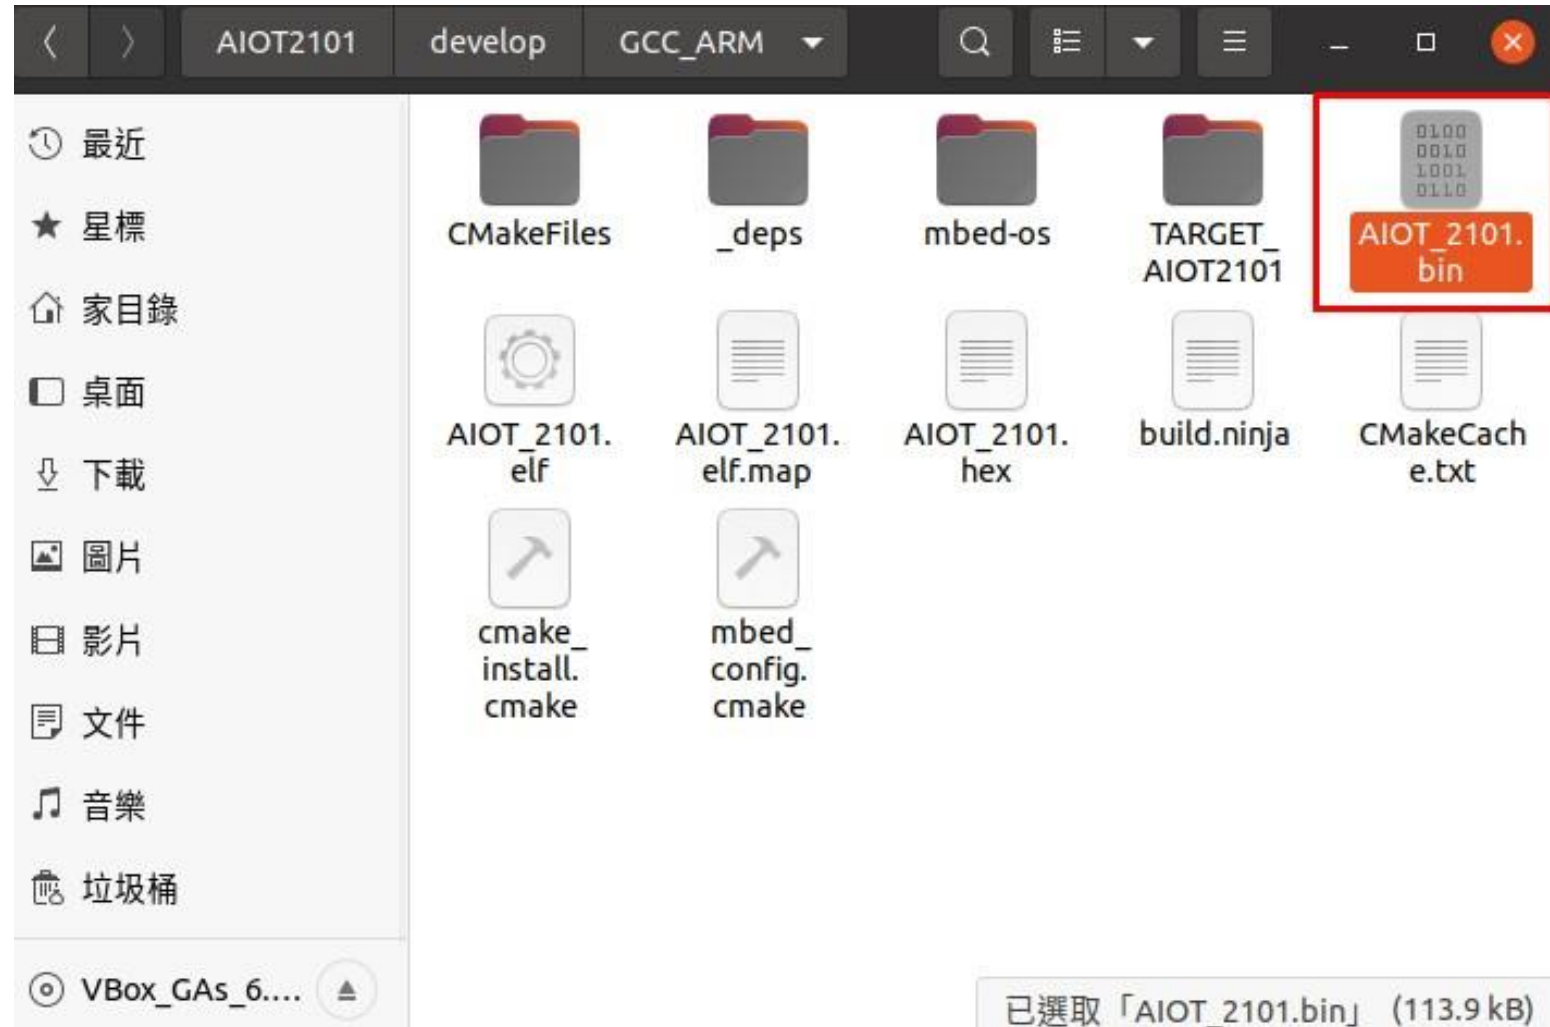 AIOT2101 develop GCC_ARM
最近
星標
家目錄
桌面
下載
圖片
影片
文件
音樂
垃圾桶
VBox_GAs_6....
CMakeFiles
_deps
mbed-os
TARGET_
AIOT2101
0100
0010
1001
0110
AIOT_2101.
bin
AIOT_2101.
elf
AIOT_2101.
elf.map
AIOT_2101.
hex
build.ninja
CMakeCach
e.txt
cmake_
install.
cmake
mbed_
config.
cmake
已選取「AIOT_2101.bin」 (113.9 kB)